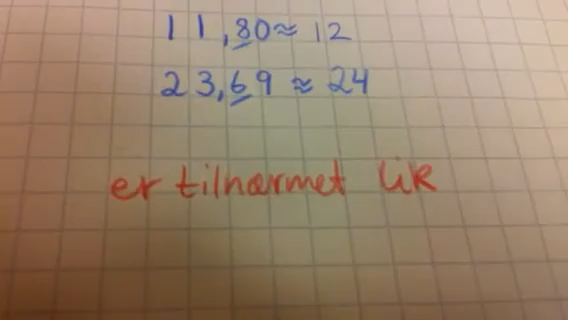 11,80≈ 12
23,69 ≈ 24
er tilnærmet lik